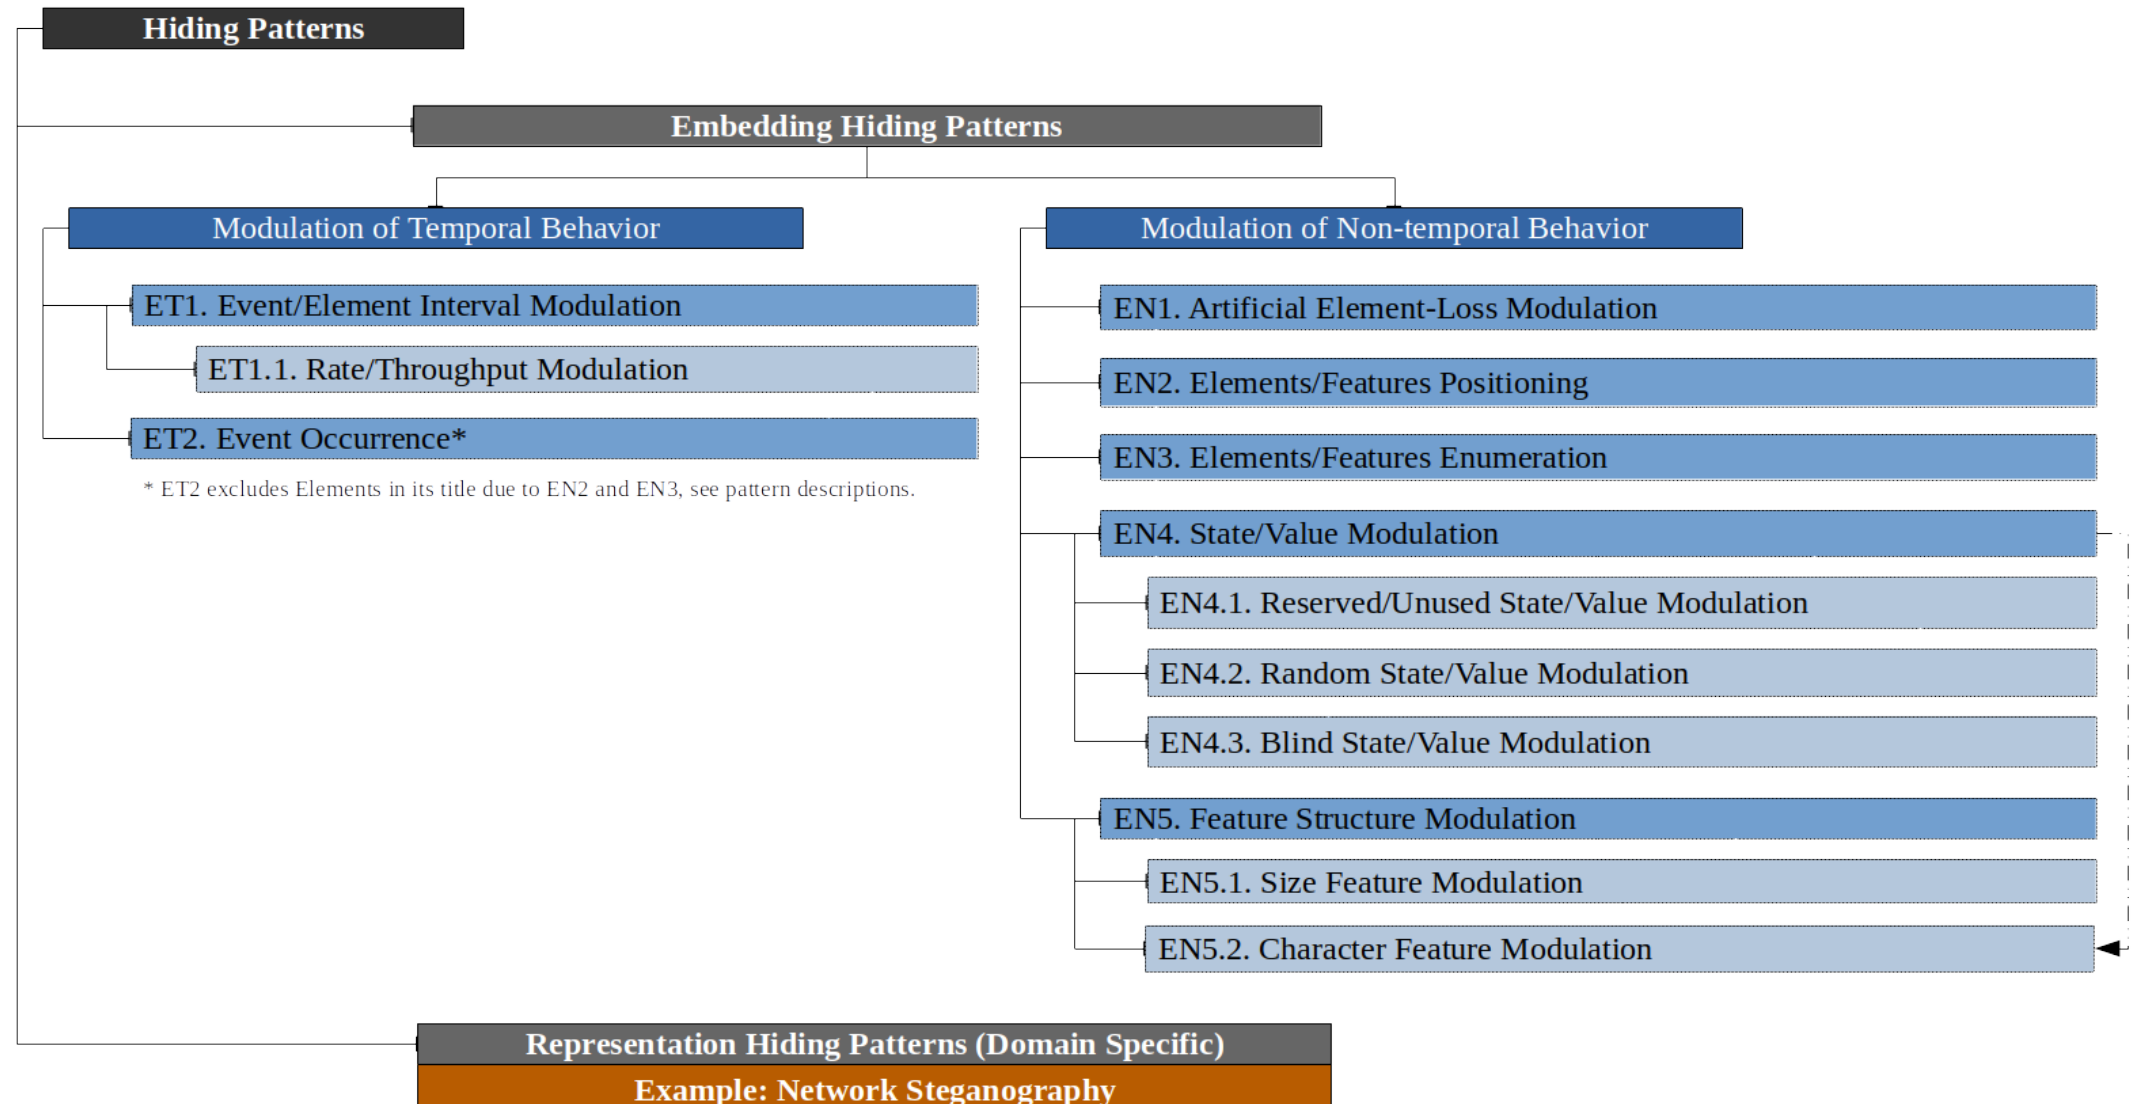 Hiding Patterns
Embedding Hiding Patterns
Modulation of Temporal Behavior
ET1. Event/Element Interval Modulation
ET1.1. Rate/Throughput Modulation
ET2. Event Occurrence*
* ET2 excludes Elements in its title due to EN2 and EN3, see pattern descriptions.
Modulation of Non-temporal Behavior
EN1. Artificial Element-Loss Modulation
EN2. Elements/Features Positioning
EN3. Elements/Features Enumeration
EN4. State/Value Modulation
EN4.1. Reserved/Unused State/Value Modulation
EN4.2. Random State/Value Modulation
EN4.3. Blind State/Value Modulation
EN5. Feature Structure Modulation
EN5.1. Size Feature Modulation
EN5.2. Character Feature Modulation
Representation Hiding Patterns (Domain Specific)
Example: Network Steganography